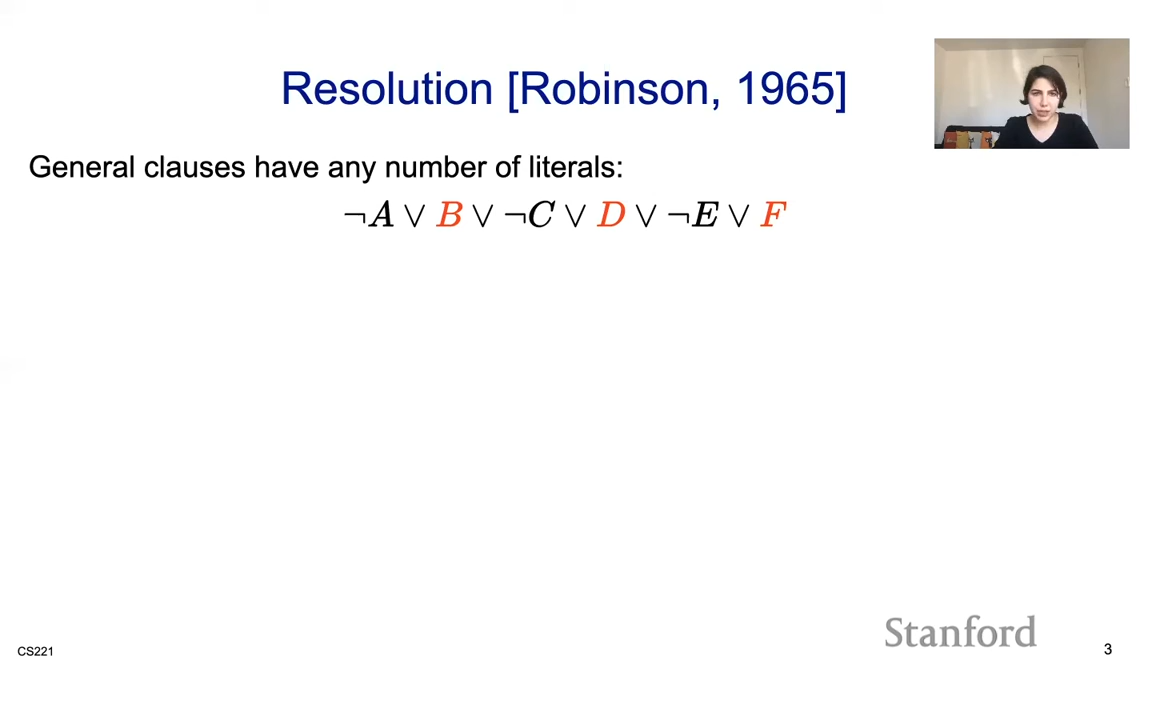 Resolution [Robinson, 1965]
General clauses have any number of literals:
¬A ∨ B ∨ ¬C ∨ D ∨ ¬E ∨ F
Stanford
CS221
3